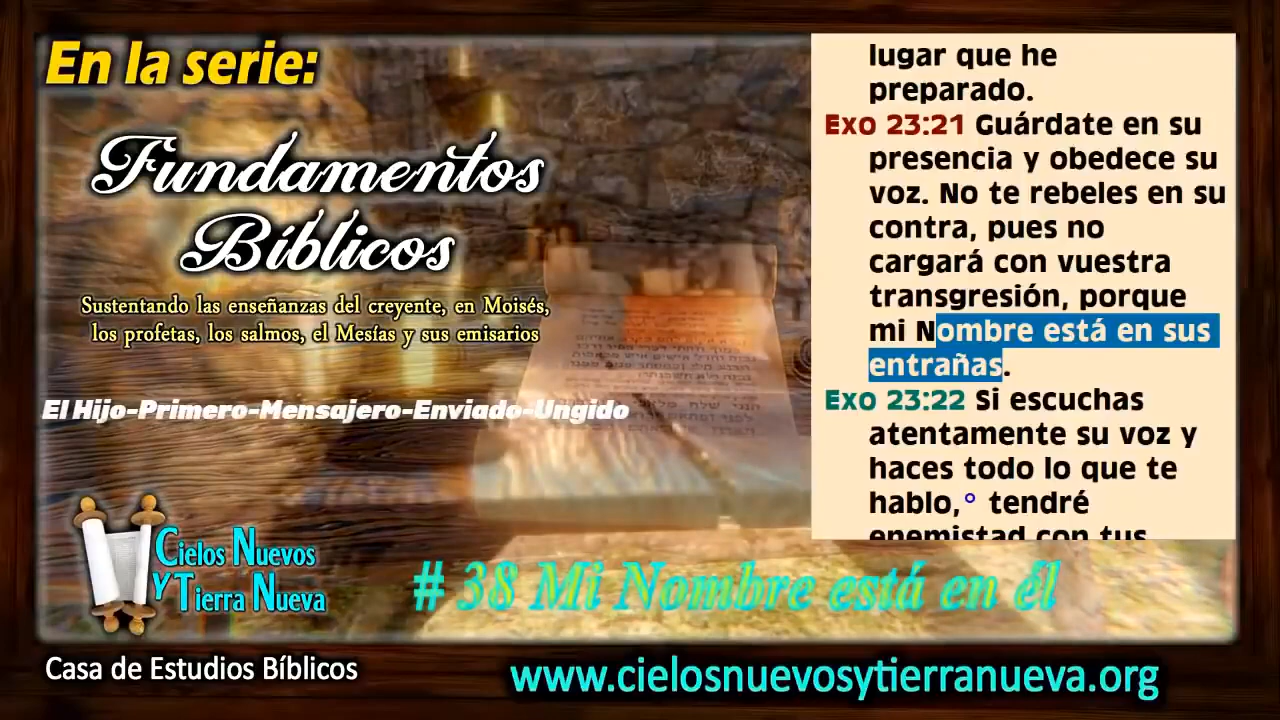 En la serie:
Fundamentos
Bíblicos
Sustentando las enseñanzas del creyente, en Moisés,
los profetas, los salmos, el Mesías y sus emisarios
El Hijo-Primero-Mensajero-Enviado-Ungido
Cielos Nuevos
Y Tierra Nueva
# 38 Mi Nombre está en él
Casa de Estudios Bíblicos
www.cielosnuevosytierranueva.org
lugar que he
preparado.
Exo 23:21 Guárdate en su
presencia y obedece su
voz. No te rebeles en su
contra, pues no
cargará con vuestra
transgresión, porque
mi Nombre está en sus
entrañas.
Exo 23:22 Si escuchas
atentamente su voz y
haces todo lo que te
hablo,° tendré
enemistad con tus